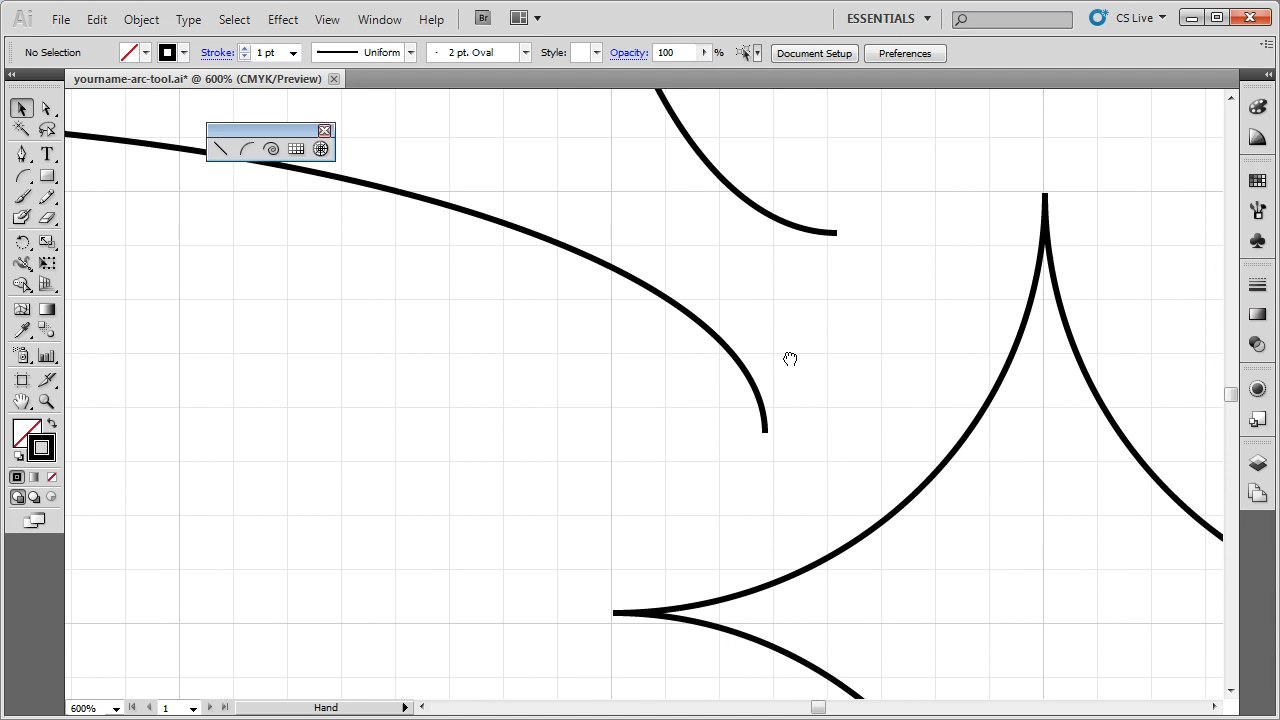 Ai File Edit Object Type Select Effect View Window Help Br ESSENTIALS CS Live
No Selection Stroke: 1 pt Uniform 2 pt. Oval Style: Opacity: 100 % Document Setup Preferences
yourname-arc-tool.ai* @ 600% (CMYK/Preview)
T
600% 1 Hand